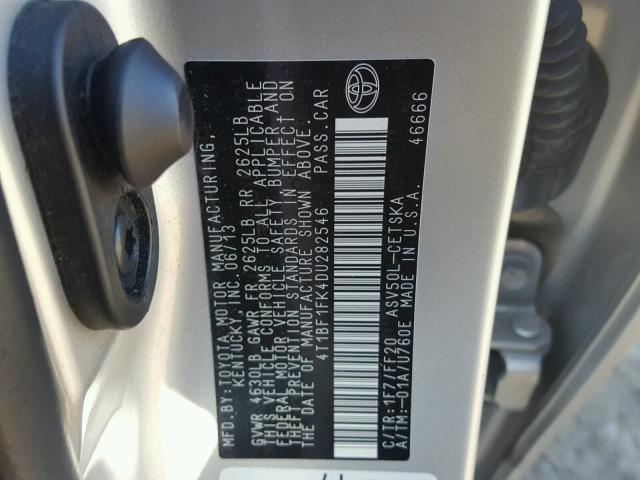 MFD.BY:TOYOTA MOTOR MANUFACTURING,
KENTUCKY, INC. 06/13
GVWR 4630LB GAWR FR 2625LB RR 2625LB
THIS VEHICLE CONFORMS TO ALL APPLICABLE
FEDERAL MOTOR VEHICLE SAFETY BUMPER AND
THEFT PREVENTION STANDARDS IN EFFECT ON
THE DATE OF MANUFACTURE SHOWN ABOVE.
4T1BF1FK4DU282546 PASS.CAR
C/TR:1F7/FF20 ASV50L-CETSKA
A/TM:-01A/U760E MADE IN U.S.A. 46666